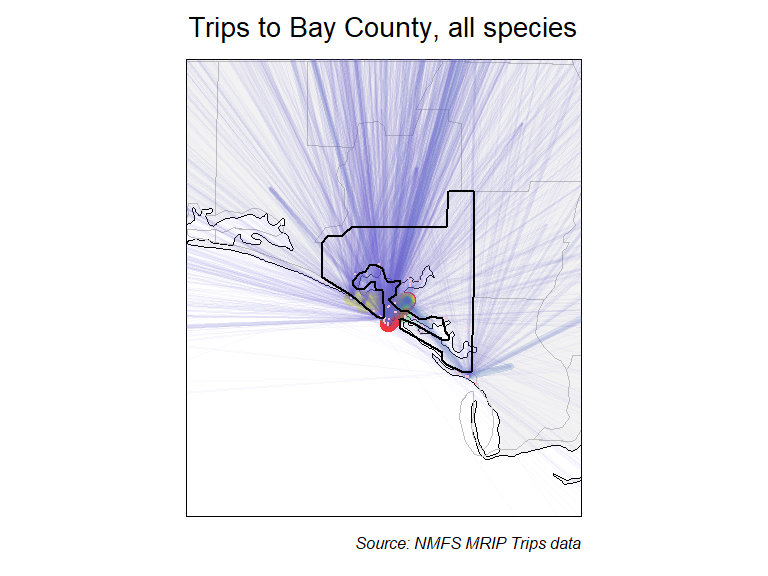 Trips to Bay County, all species
Source: NMFS MRIP Trips data